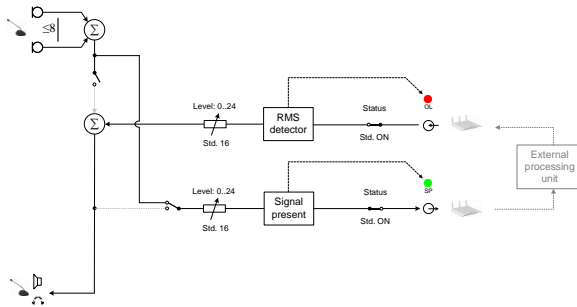 ≤8
Σ
Level: 0..24
RMS
detector
Status
OL
Σ
Std. 16
Std. ON
External
processing
unit
Level: 0..24
Signal
present
Status
SP
Std. 16
Std. ON